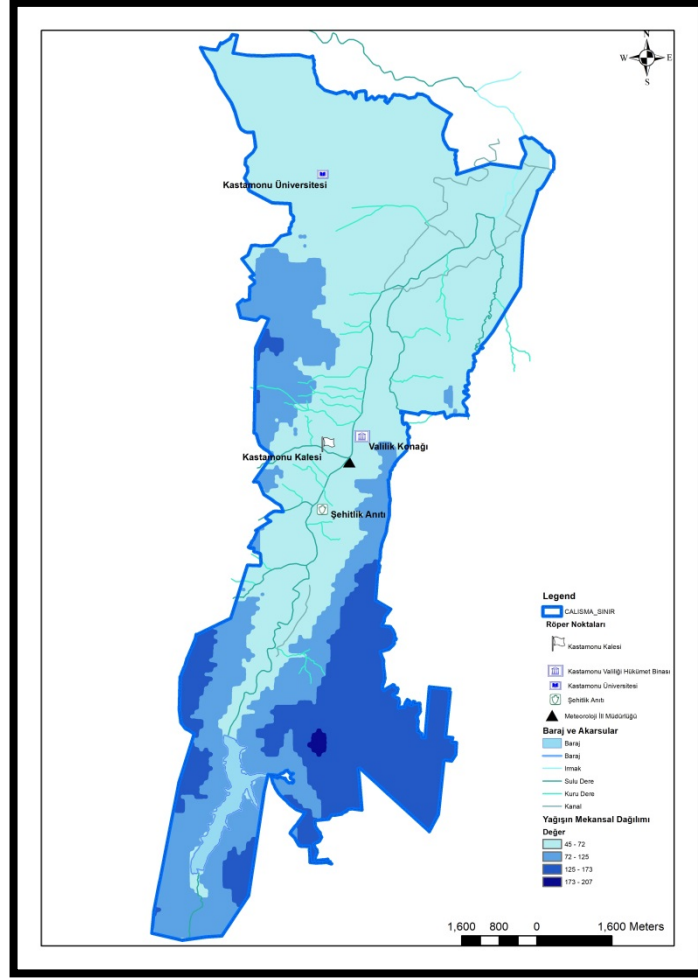 N
W E
S
Kastamonu Üniversitesi
Valilik Konağı
Kastamonu Kalesi
Şehitlik Anıtı
Legend
CALISMA_SINIR
Röper Noktaları
Kastamonu Kalesi
Kastamonu Valiliği Hükümet Binası
Kastamonu Üniversitesi
Şehitlik Anıtı
Meteoroloji İl Müdürlüğü
Baraj ve Akarsular
Baraj
Baraj
Irmak
Sulu Dere
Kuru Dere
Kanal
Yağışın Mekansal Dağılımı
Değer
45 - 72
72 - 125
125 - 173
173 - 207
1,600 800 0 1,600 Meters